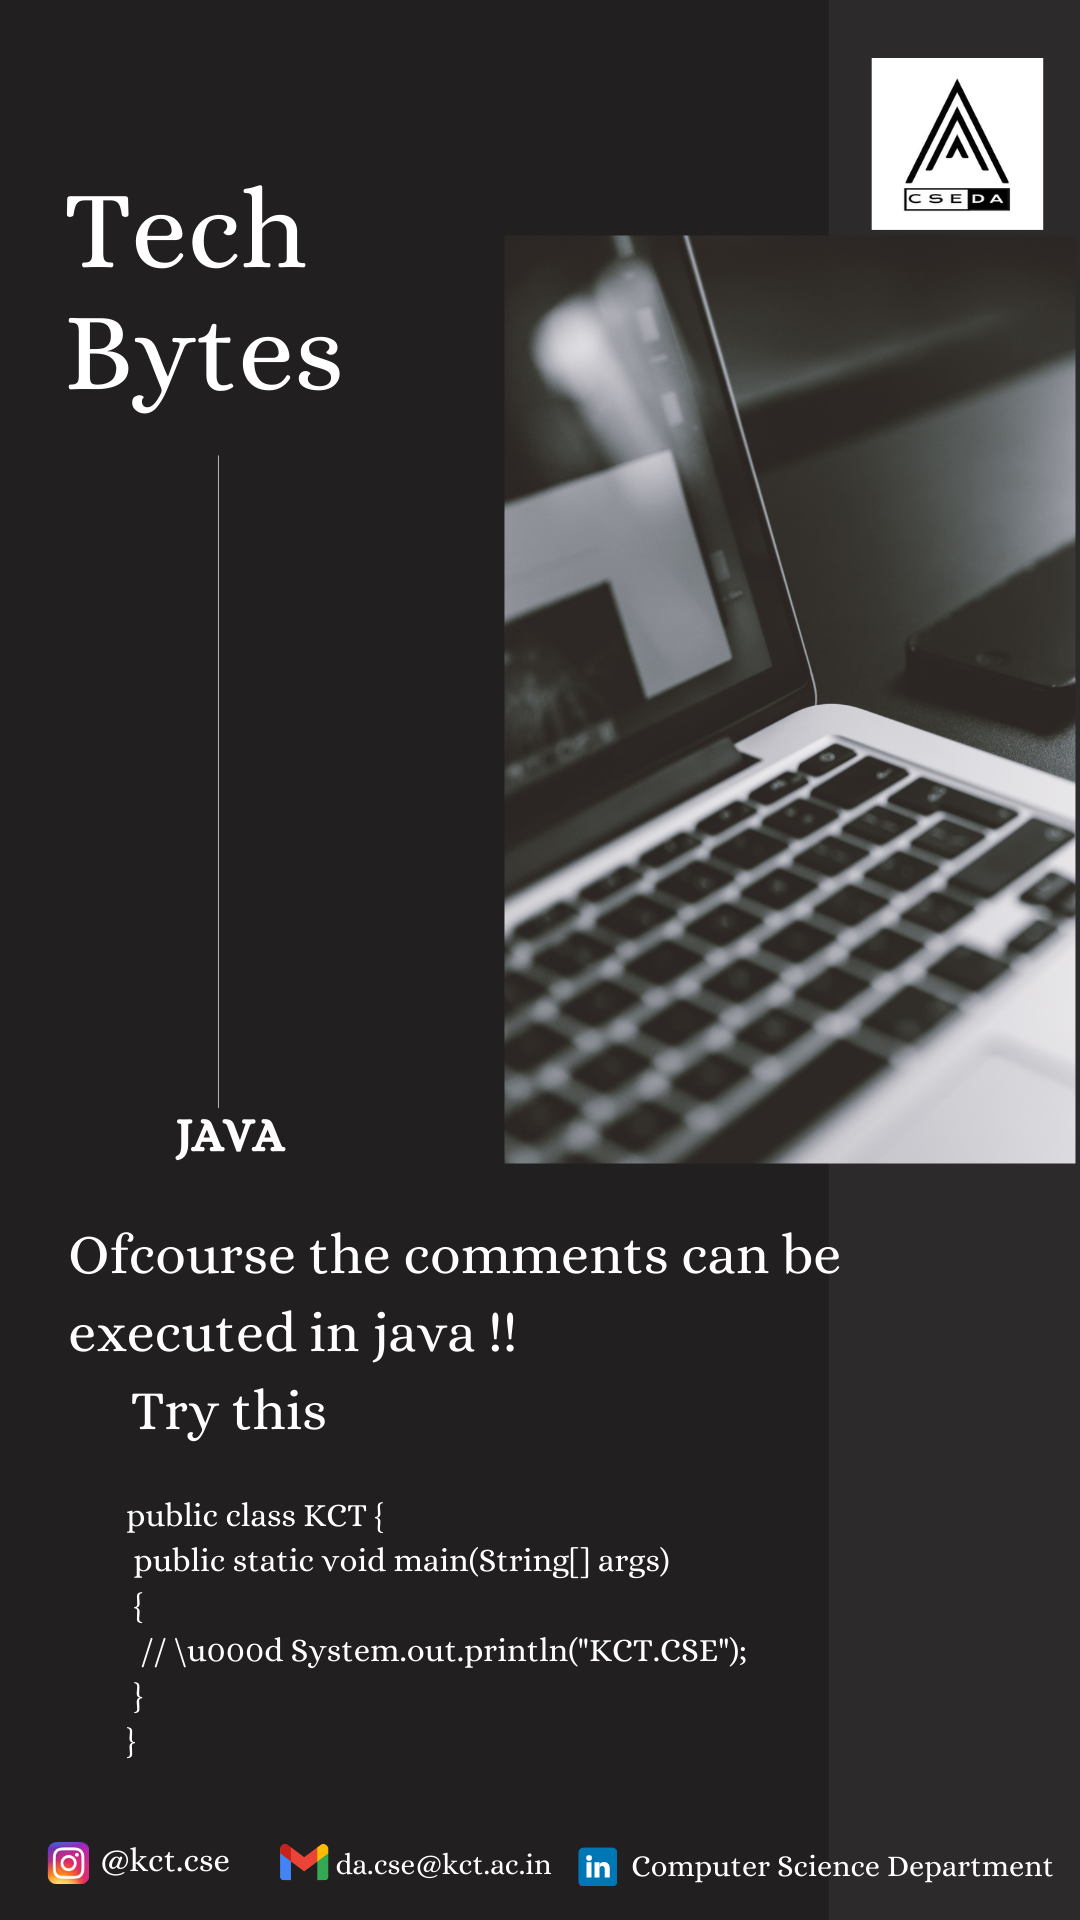 CSEDA
Tech
Bytes
JAVA
Ofcourse the comments can be
executed in java !!
Try this
public class KCT {
public static void main(String[] args)
{
// \u000d System.out.println("KCT.CSE");
}
}
@kct.cse
da.cse@kct.ac.in
in
Computer Science Department